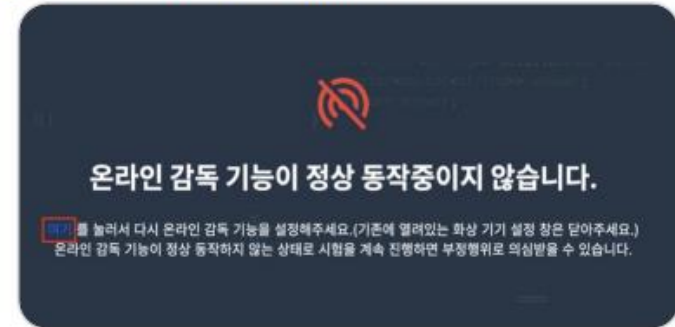 온라인 감독 기능이 정상 동작중이지 않습니다.
여기 를 눌러서 다시 온라인 감독 기능을 설정해주세요.(기존에 열려있는 화상 기기 설정 창은 닫아주세요.)
온라인 감독 기능이 정상 동작하지 않는 상태로 시험을 계속 진행하면 부정행위로 의심받을 수 있습니다.